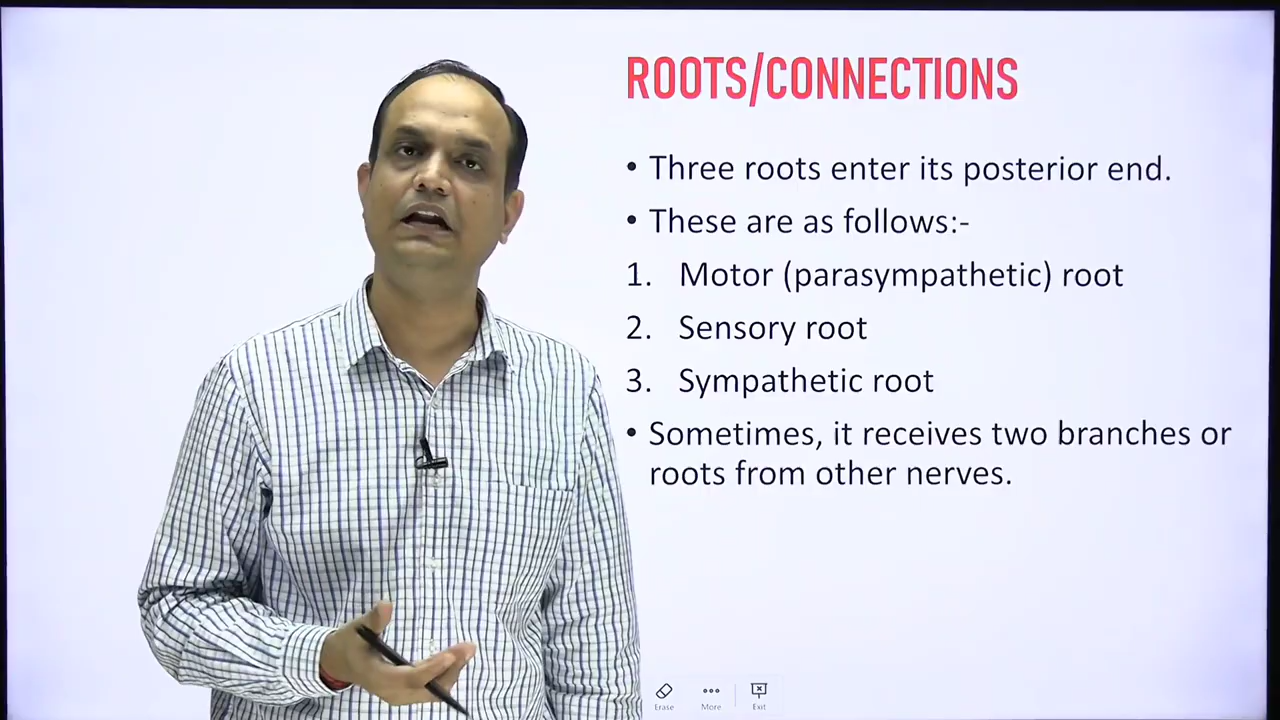 ROOTS/CONNECTIONS
• Three roots enter its posterior end.
• These are as follows:-
1. Motor (parasympathetic) root
2. Sensory root
3. Sympathetic root
• Sometimes, it receives two branches or
roots from other nerves.
Erase
More
Exit